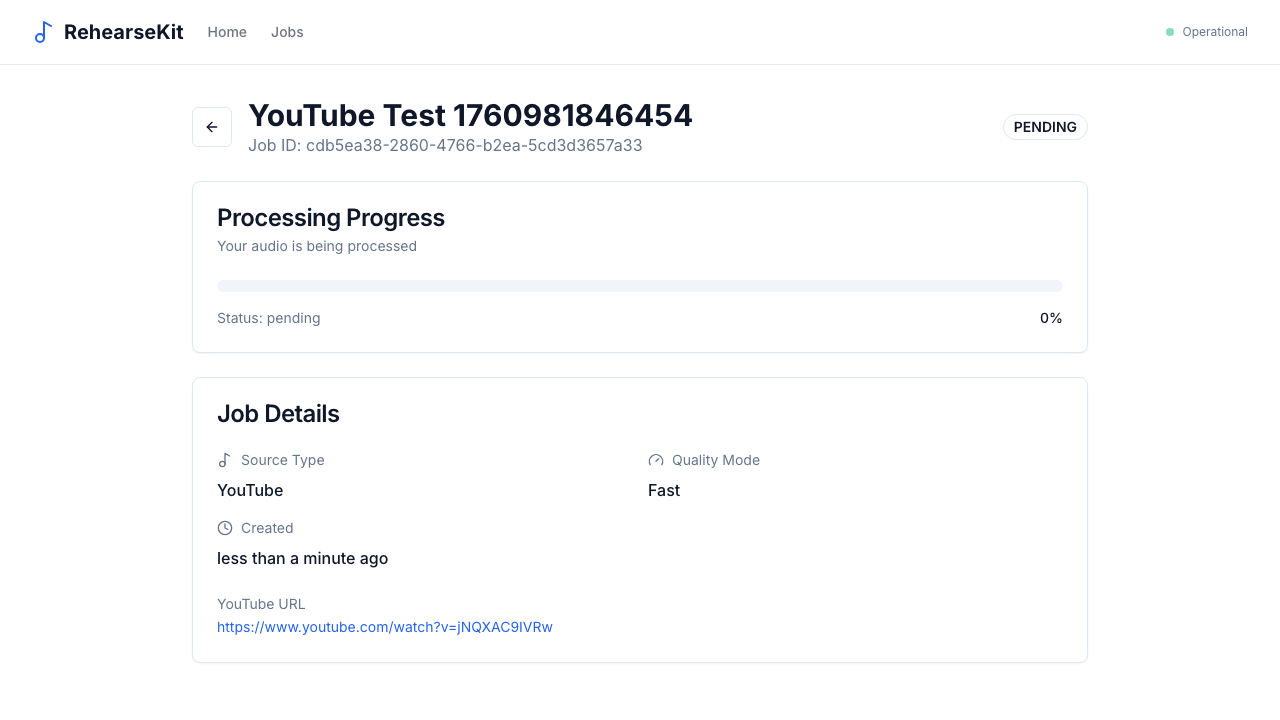 RehearseKit
Home
Jobs
Operational
YouTube Test 1760981846454
Job ID: cdb5ea38-2860-4766-b2ea-5cd3d3657a33
PENDING
Processing Progress
Your audio is being processed
Status: pending
0%
Job Details
Source Type
YouTube
Quality Mode
Fast
Created
less than a minute ago
YouTube URL
https://www.youtube.com/watch?v=jNQXAC9IVRw